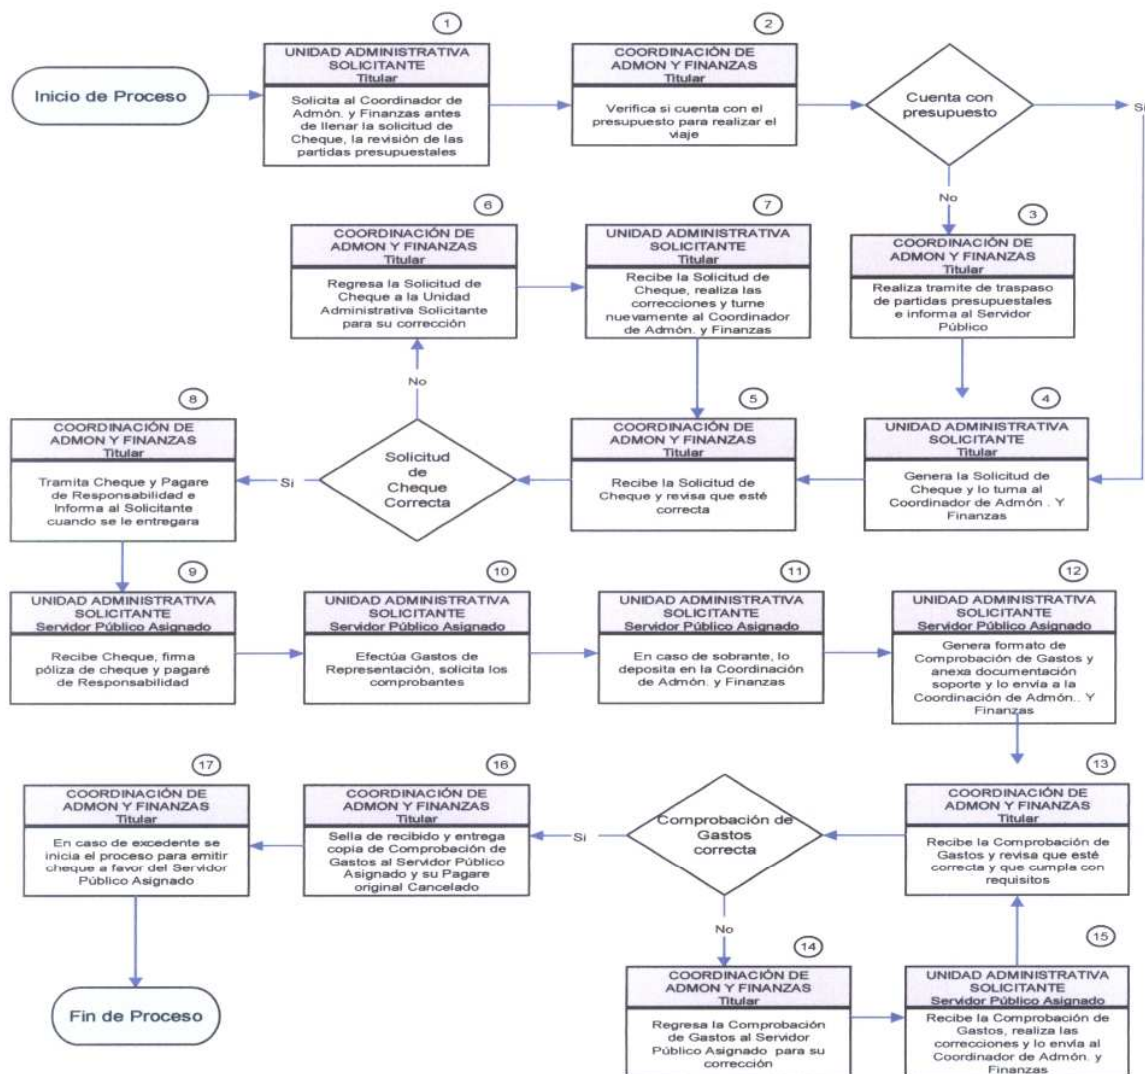 1
UNIDAD ADMINISTRATIVA
SOLICITANTE
Titular
Solicita al Coordinador de
Admón. y Finanzas antes
de llenar la solicitud de
Cheque, la revisión de las
partidas presupuestales
2
COORDINACIÓN DE
ADMON Y FINANZAS
Titular
Verifica si cuenta con el
presupuesto para realizar el
viaje
Inicio de Proceso
Cuenta con
presupuesto
Si
No
3
COORDINACIÓN DE
ADMON Y FINANZAS
Titular
Realiza tramite de traspaso
de partidas presupuestales
e informa al Servidor
Público
6
COORDINACIÓN DE
ADMON Y FINANZAS
Titular
Regresa la Solicitud de
Cheque a la Unidad
Administrativa Solicitante
para su corrección
7
UNIDAD ADMINISTRATIVA
SOLICITANTE
Titular
Recibe la Solicitud de
Cheque, realiza las
correcciones y turne
nuevamente al Coordinador
de Admón. y Finanzas
No
8
COORDINACIÓN DE
ADMON Y FINANZAS
Titular
Tramita Cheque y Pagare
de Responsabilidad e
Informa al Solicitante
cuando se le entregara
Si
Solicitud
de
Cheque
Correcta
5
COORDINACIÓN DE
ADMON Y FINANZAS
Titular
Recibe la Solicitud de
Cheque y revisa que esté
correcta
4
UNIDAD ADMINISTRATIVA
SOLICITANTE
Titular
Genera la Solicitud de
Cheque y lo turna al
Coordinador de Admón . Y
Finanzas
9
UNIDAD ADMINISTRATIVA
SOLICITANTE
Servidor Público Asignado
Recibe Cheque, firma
póliza de cheque y pagaré
de Responsabilidad
10
UNIDAD ADMINISTRATIVA
SOLICITANTE
Servidor Público Asignado
Efectúa Gastos de
Representación, solicita los
comprobantes
11
UNIDAD ADMINISTRATIVA
SOLICITANTE
Servidor Público Asignado
En caso de sobrante, lo
deposita en la Coordinación
de Admón. y Finanzas
12
UNIDAD ADMINISTRATIVA
SOLICITANTE
Servidor Público Asignado
Genera formato de
Comprobación de Gastos y
anexa documentación
soporte y lo envía a la
Coordinación de Admón.. Y
Finanzas
17
COORDINACIÓN DE
ADMON Y FINANZAS
Titular
En caso de excedente se
inicia el proceso para emitir
cheque a favor del Servidor
Público Asignado
16
COORDINACIÓN DE
ADMON Y FINANZAS
Titular
Sella de recibido y entrega
copia de Comprobación de
Gastos al Servidor Público
Asignado y su Pagare
original Cancelado
Si
Comprobación de
Gastos
correcta
13
COORDINACIÓN DE
ADMON Y FINANZAS
Titular
Recibe la Comprobación de
Gastos y revisa que esté
correcta y que cumpla con
requisitos
No
14
COORDINACIÓN DE
ADMON Y FINANZAS
Titular
Regresa la Comprobación
de Gastos al Servidor
Público Asignado para su
corrección
15
UNIDAD ADMINISTRATIVA
SOLICITANTE
Servidor Público Asignado
Recibe la Comprobación de
Gastos, realiza las
correcciones y lo envía al
Coordinador de Admón. y
Finanzas
Fin de Proceso